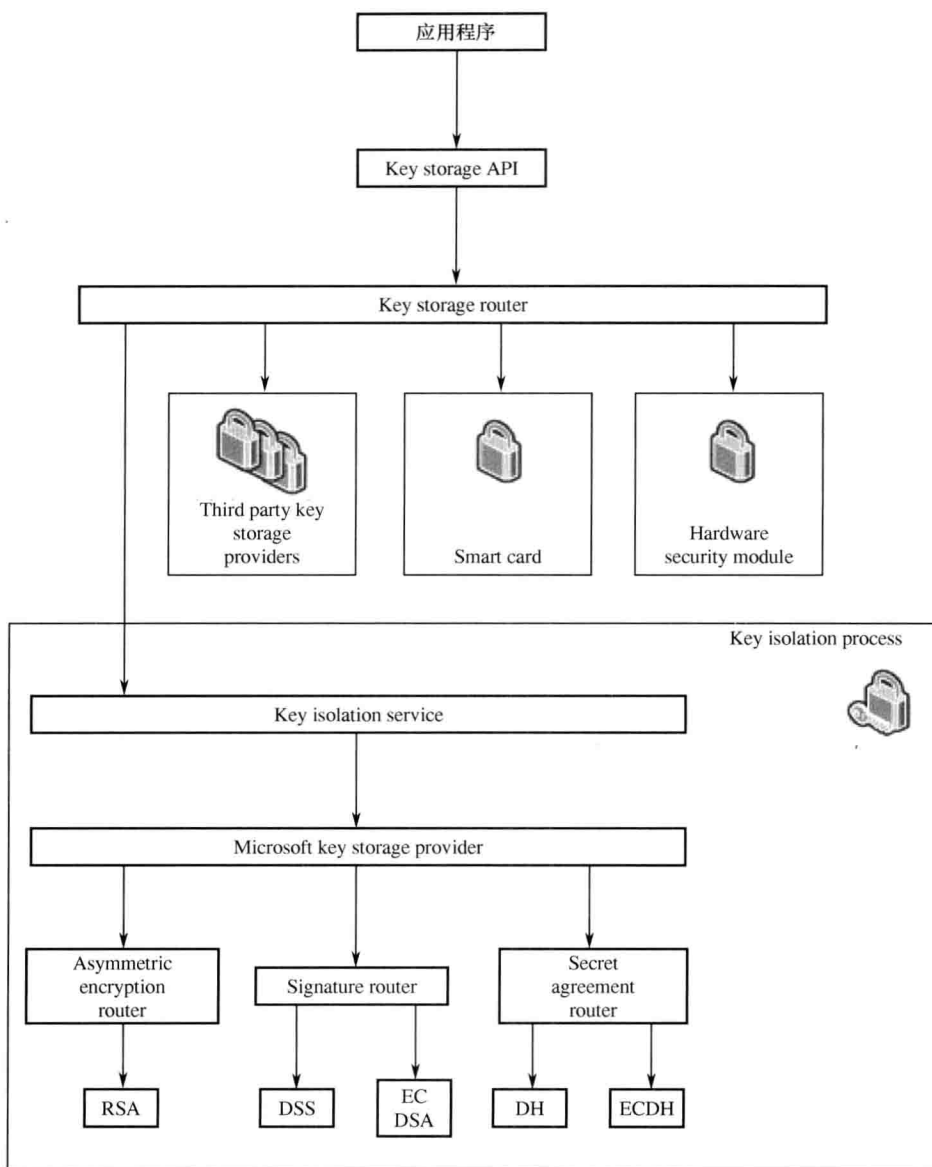 应用程序
Key storage API
Key storage router
Third party key
storage
providers
Smart card
Hardware
security module
Key isolation process
Key isolation service
Microsoft key storage provider
Asymmetric
encryption
router
Signature router
Secret
agreement
router
RSA
DSS
EC
DSA
DH
ECDH